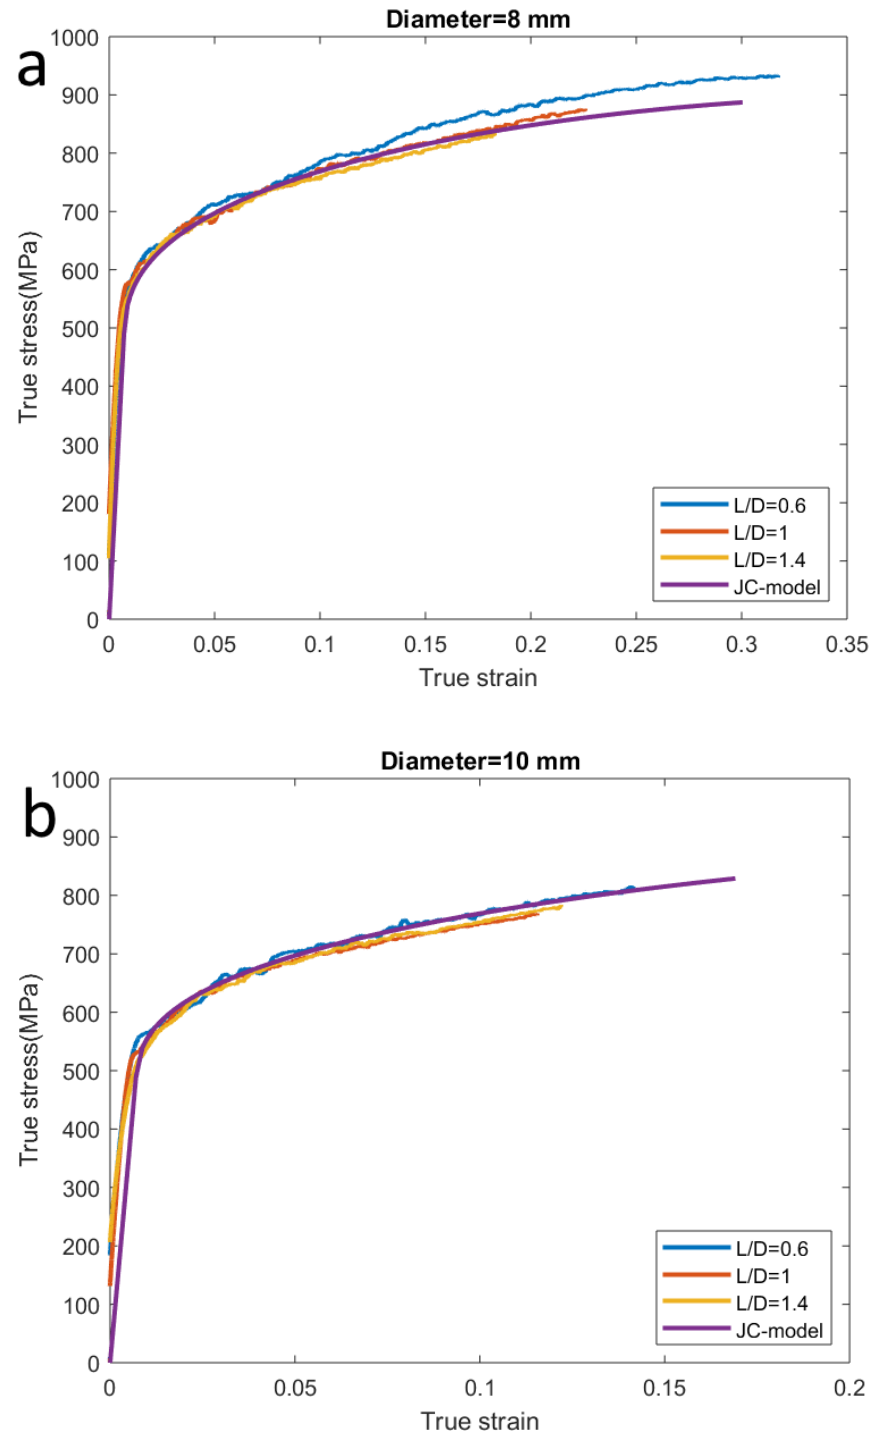 Diameter=8 mm
a
1000
900
800
700
600
500
400
300
200
100
0
True stress(MPa)
0 0.05 0.1 0.15 0.2 0.25 0.3 0.35
True strain
L/D=0.6
L/D=1
L/D=1.4
JC-model
Diameter=10 mm
b
1000
900
800
700
600
500
400
300
200
100
0
True stress(MPa)
0 0.05 0.1 0.15 0.2
True strain
L/D=0.6
L/D=1
L/D=1.4
JC-model